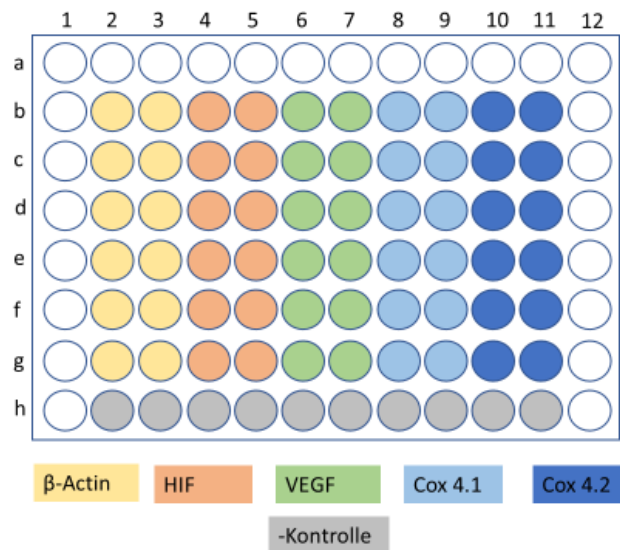 1 2 3 4 5 6 7 8 9 10 11 12
a
b
c
d
e
f
g
h
β-Actin HIF VEGF Cox 4.1 Cox 4.2
-Kontrolle